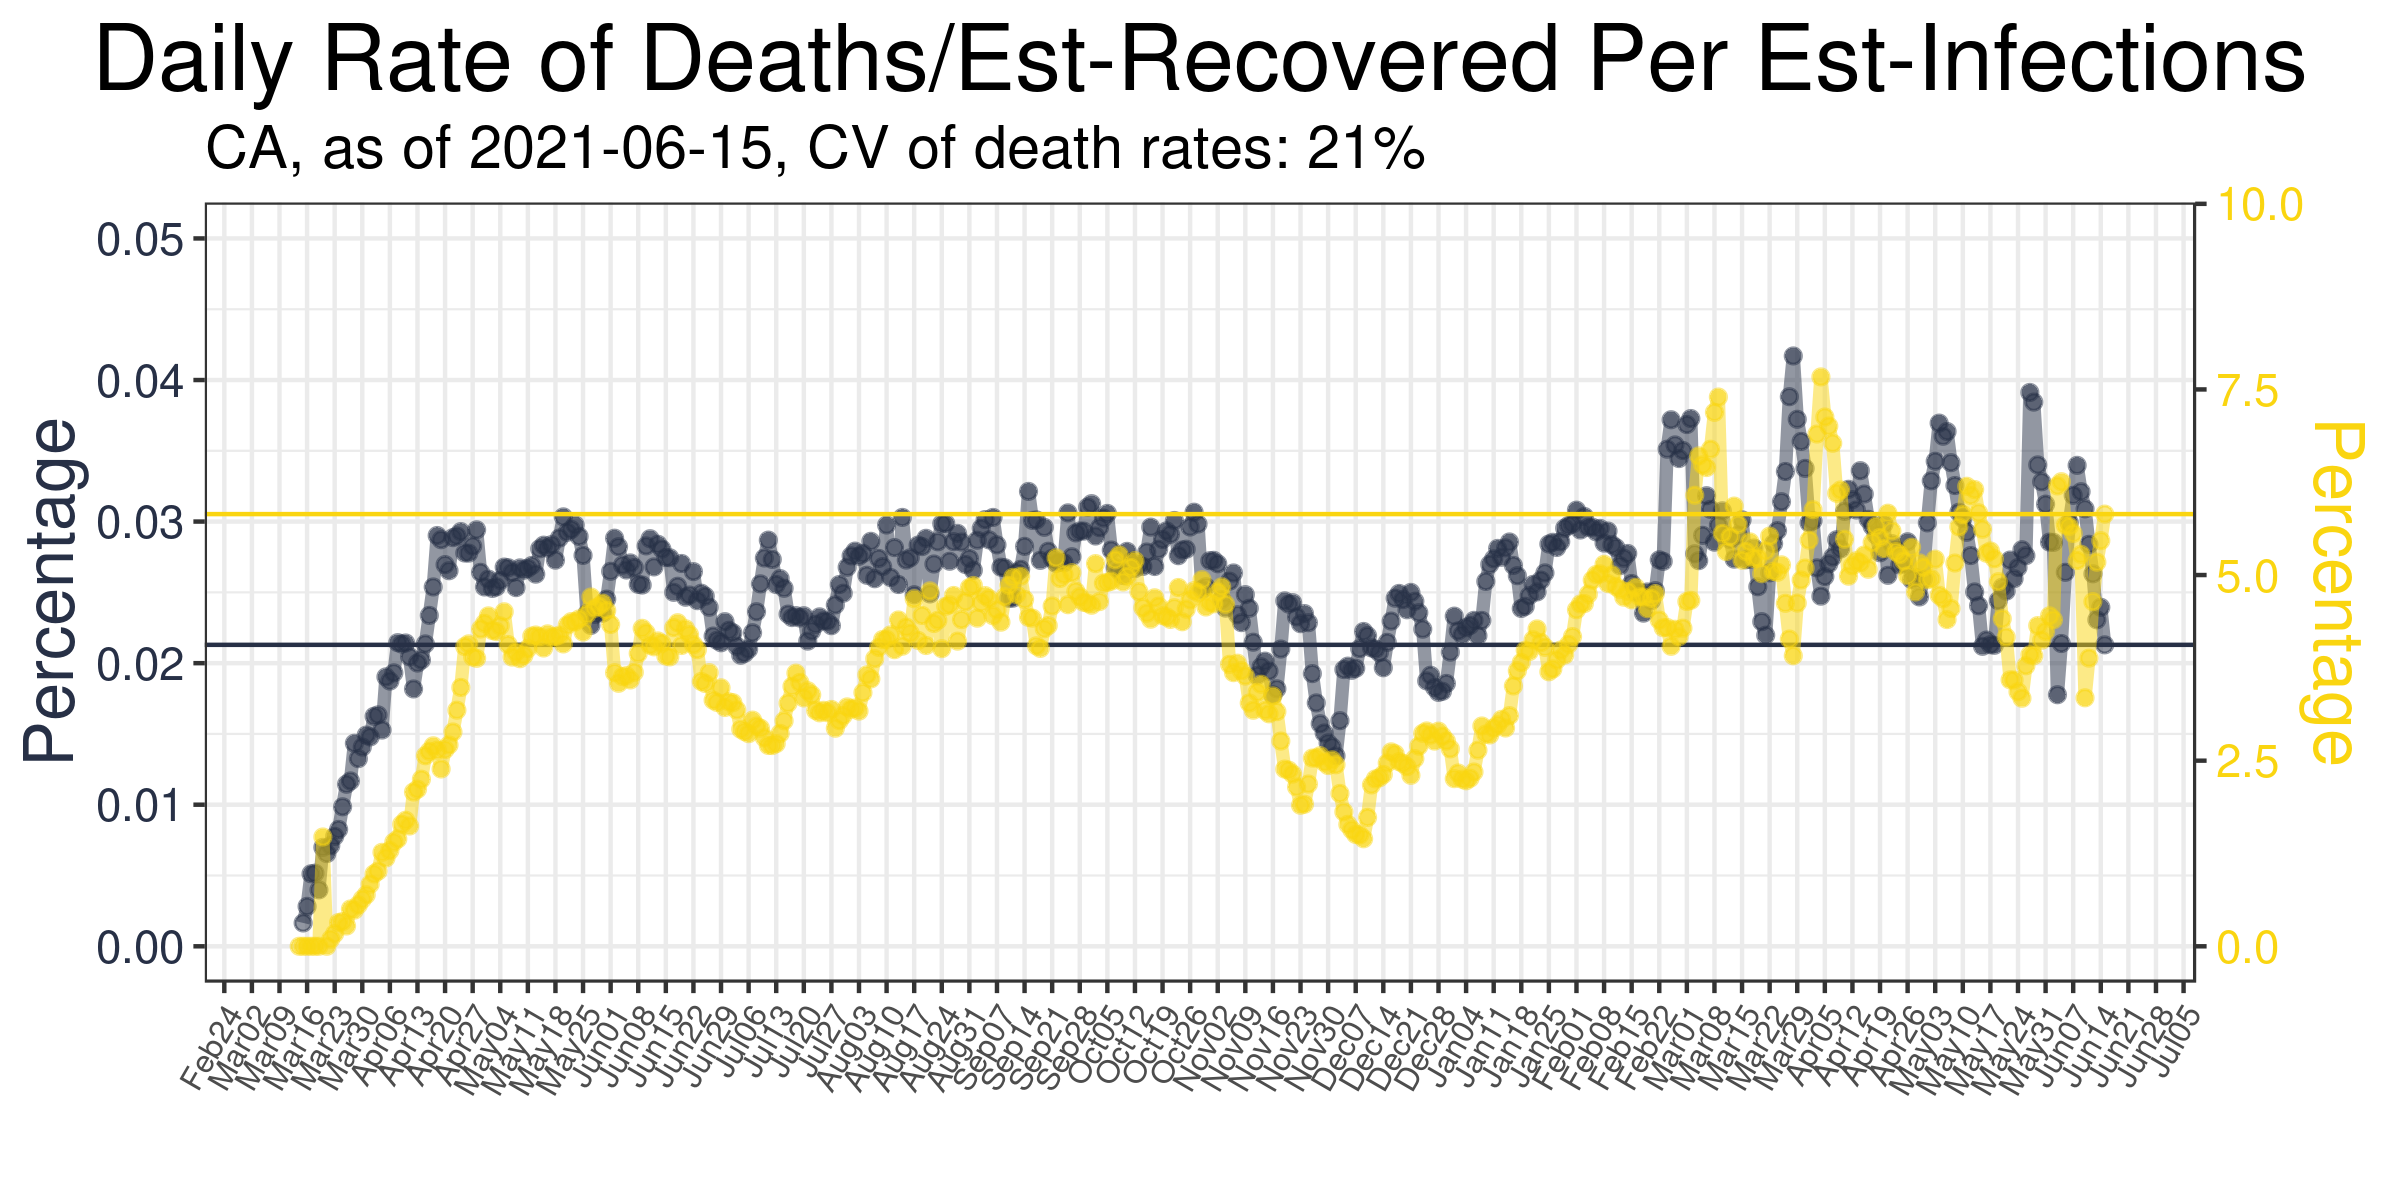 Daily Rate of Deaths/Est-Recovered Per Est-Infections
CA, as of 2021-06-15, CV of death rates: 21%
Percentage
0.05
0.04
0.03
0.02
0.01
0.00
10.0
7.5
5.0
2.5
0.0
Percentage
Feb24
Mar02
Mar09
Mar16
Mar23
Mar30
Apr06
Apr13
Apr20
Apr27
May04
May11
May18
May25
Jun01
Jun08
Jun15
Jun22
Jun29
Jul06
Jul13
Jul20
Jul27
Aug03
Aug10
Aug17
Aug24
Aug31
Sep07
Sep14
Sep21
Sep28
Oct05
Oct12
Oct19
Oct26
Nov02
Nov09
Nov16
Nov23
Nov30
Dec07
Dec14
Dec21
Dec28
Jan04
Jan11
Jan18
Jan25
Feb01
Feb08
Feb15
Feb22
Mar01
Mar08
Mar15
Mar22
Mar29
Apr05
Apr12
Apr19
Apr26
May03
May10
May17
May24
May31
Jun07
Jun14
Jun21
Jun28
Jul05